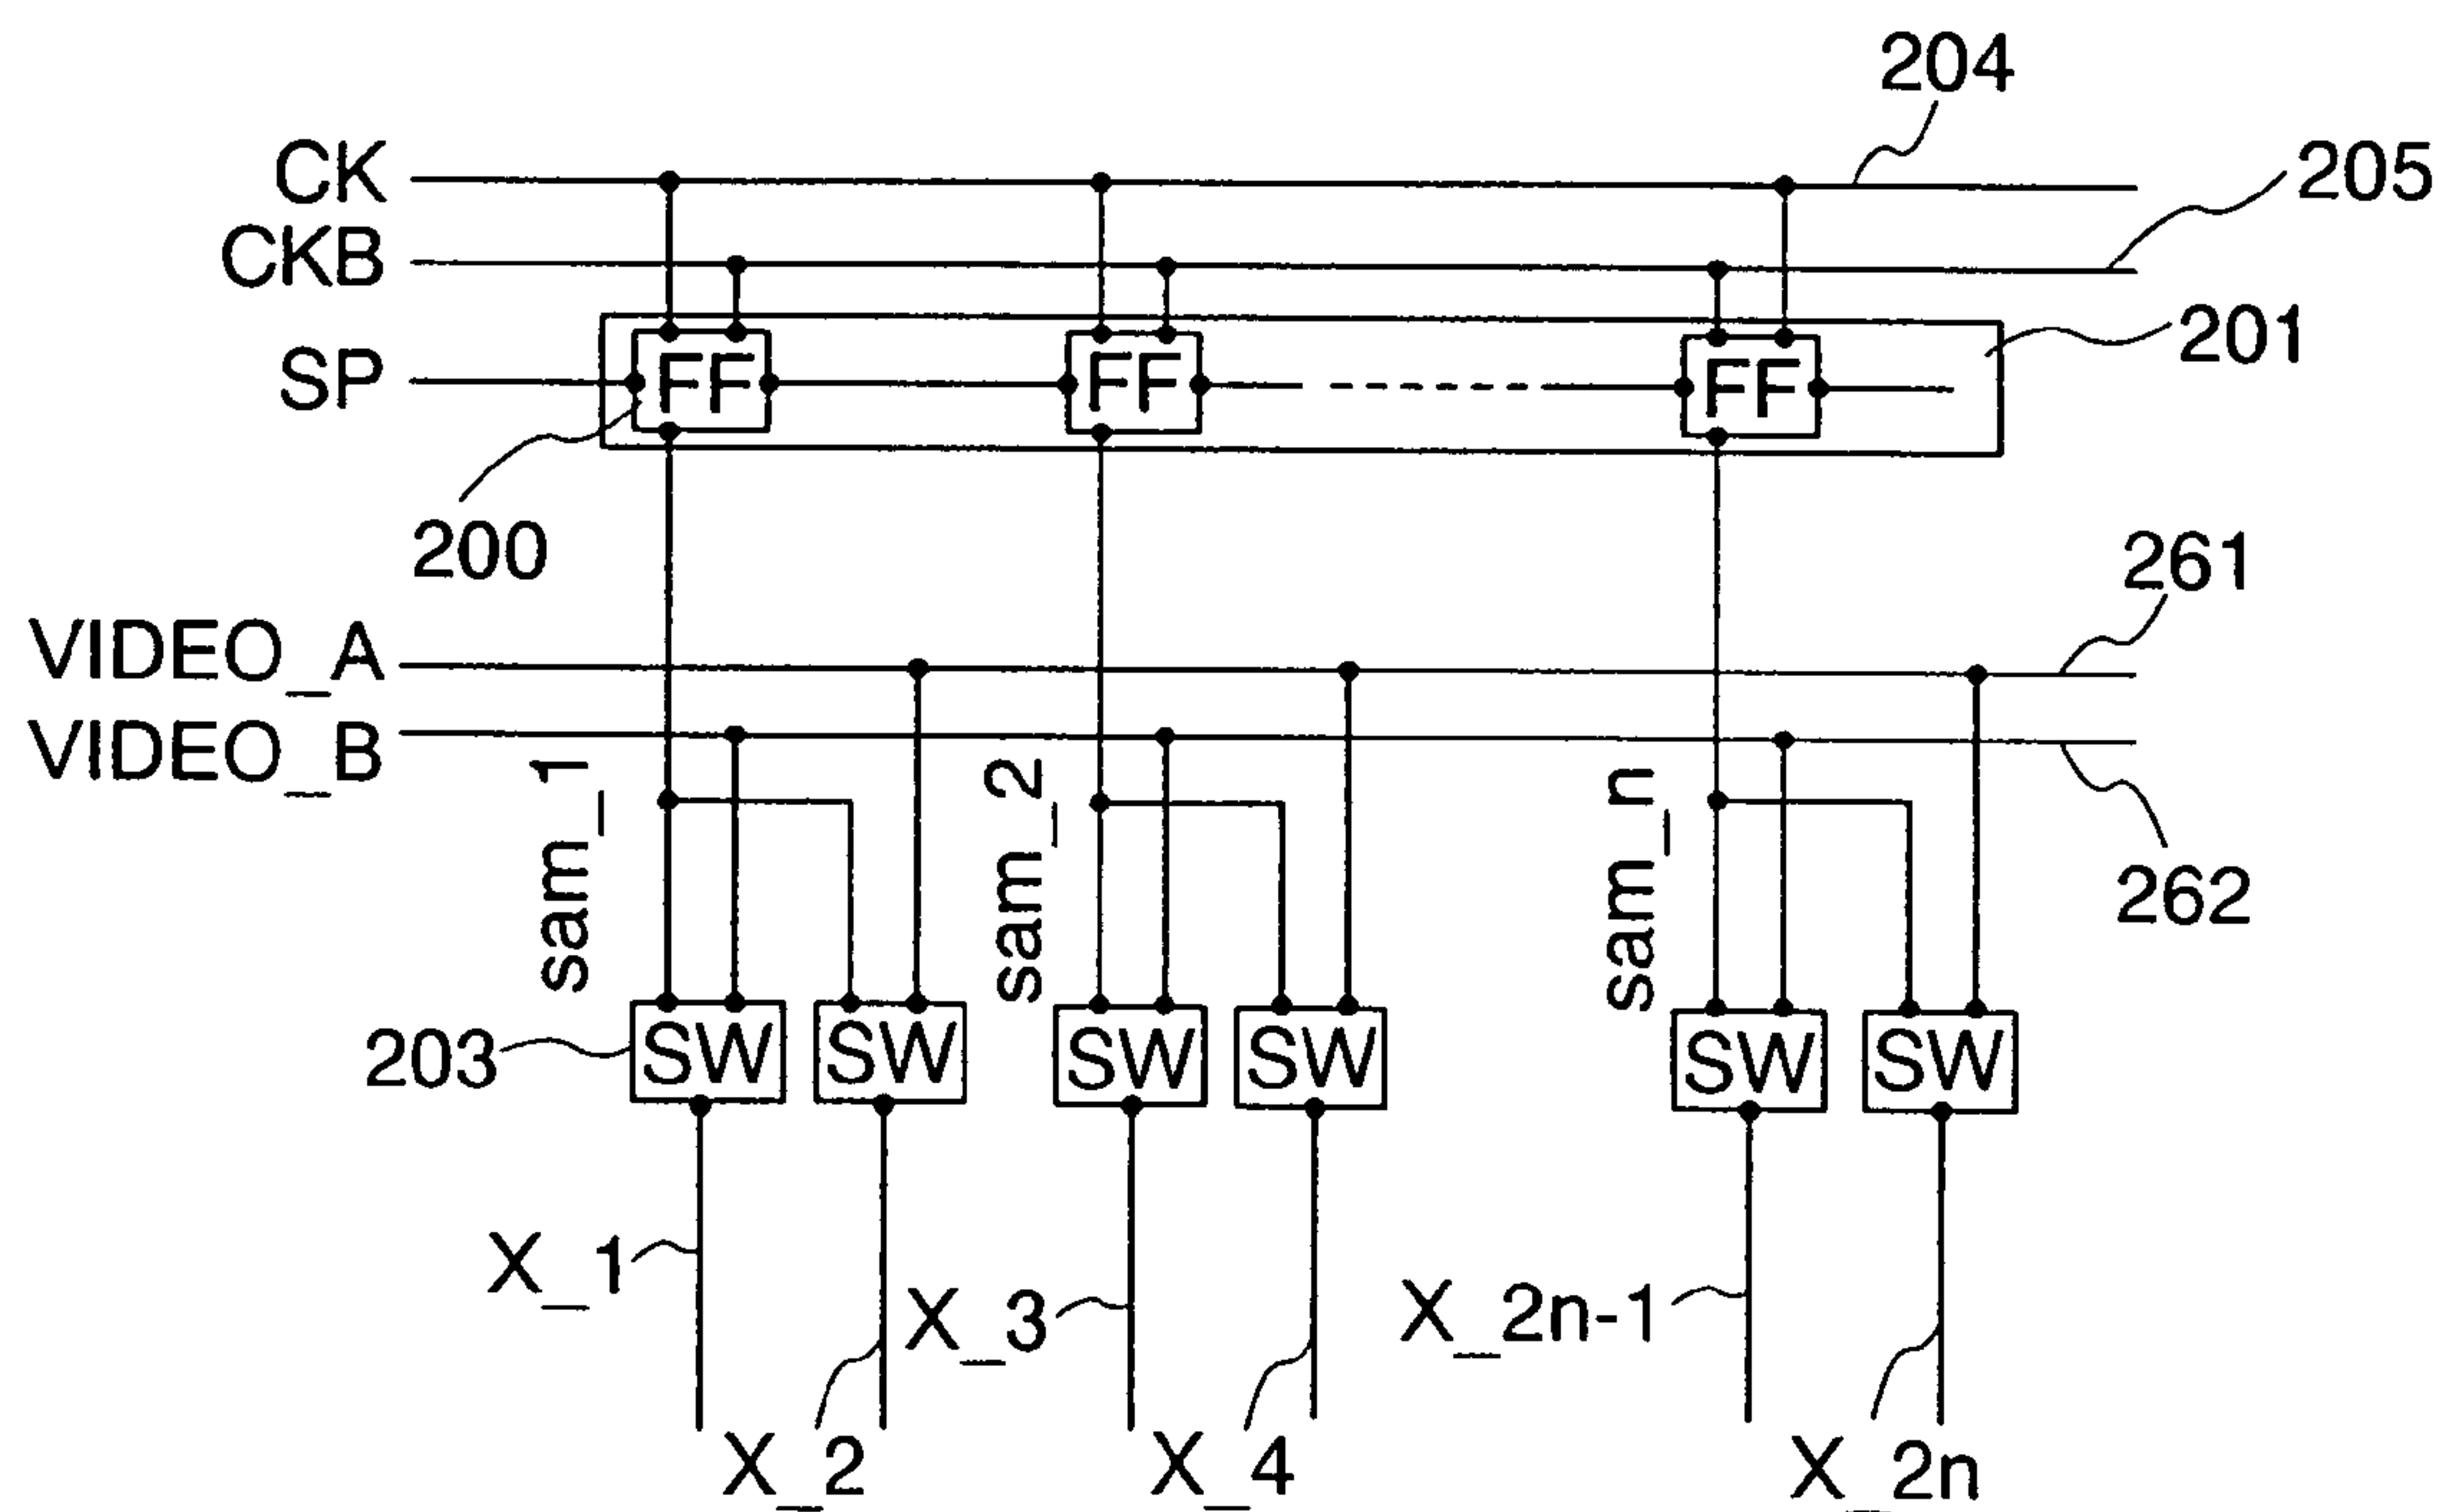 204
CK
205
CKB
201
SP
FF
FF
FF
200
261
VIDEO_A
VIDEO_B
sam_1
sam_2
sam_n
262
203
SW
SW
SW
SW
SW
SW
X_1
X_3
X_2n-1
X_2
X_4
X_2n